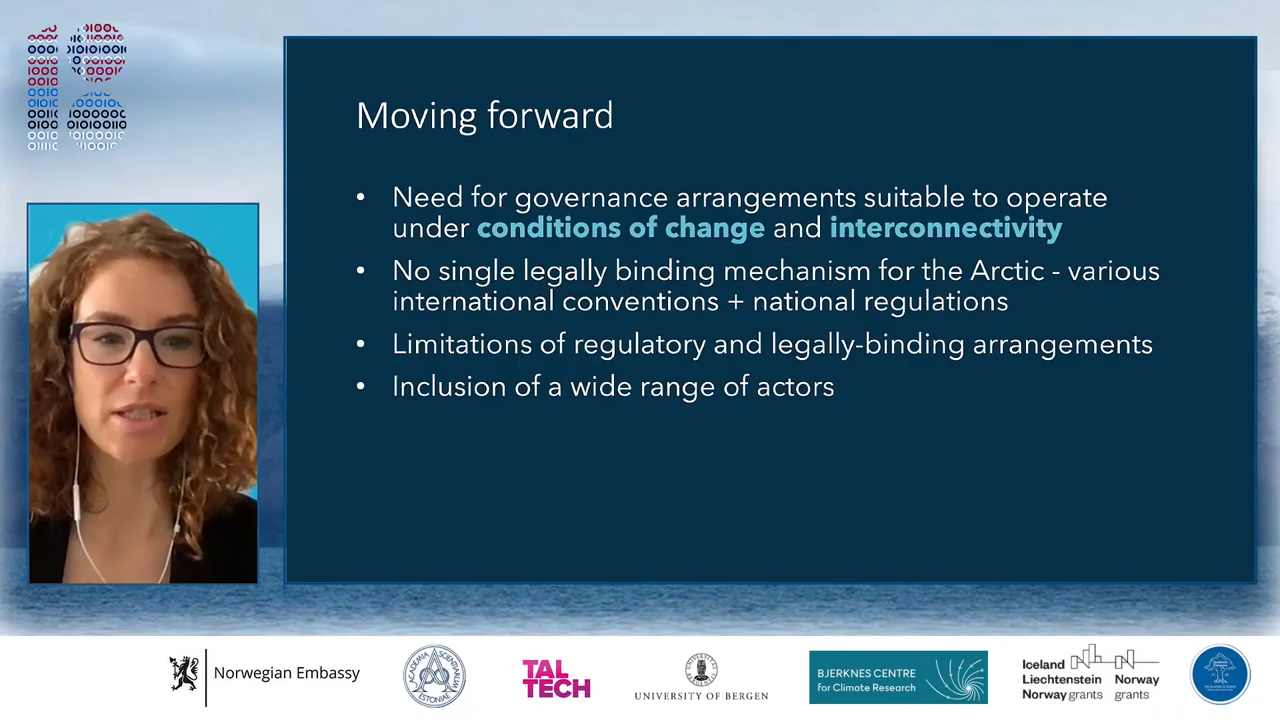 Moving forward
• Need for governance arrangements suitable to operate
under conditions of change and interconnectivity
• No single legally binding mechanism for the Arctic - various
international conventions + national regulations
• Limitations of regulatory and legally-binding arrangements
• Inclusion of a wide range of actors
Norwegian Embassy
TAL
TECH
UNIVERSITY OF BERGEN
BJERKNES CENTRE
for Climate Research
Iceland
Liechtenstein
Norway grants
Norway
grants